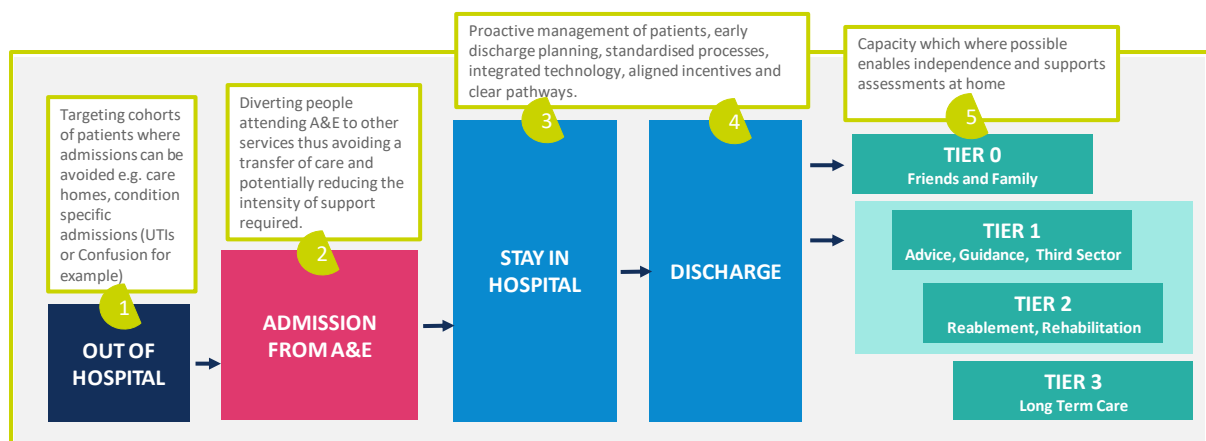 Targeting cohorts
of patients where
admissions can be
avoided e.g. care
homes, condition
specific
admissions (UTIs
or Confusion for
example)
1
OUT OF
HOSPITAL
Diverting people
attending A&E to other
services thus avoiding a
transfer of care and
potentially reducing the
intensity of support
required.
2
ADMISSION
FROM A&E
Proactive management of patients, early
discharge planning, standardised processes,
integrated technology, aligned incentives and
clear pathways.
3
STAY IN
HOSPITAL
4
DISCHARGE
Capacity which where possible
enables independence and supports
assessments at home
5
TIER 0
Friends and Family
TIER 1
Advice, Guidance, Third Sector
TIER 2
Reablement, Rehabilitation
TIER 3
Long Term Care